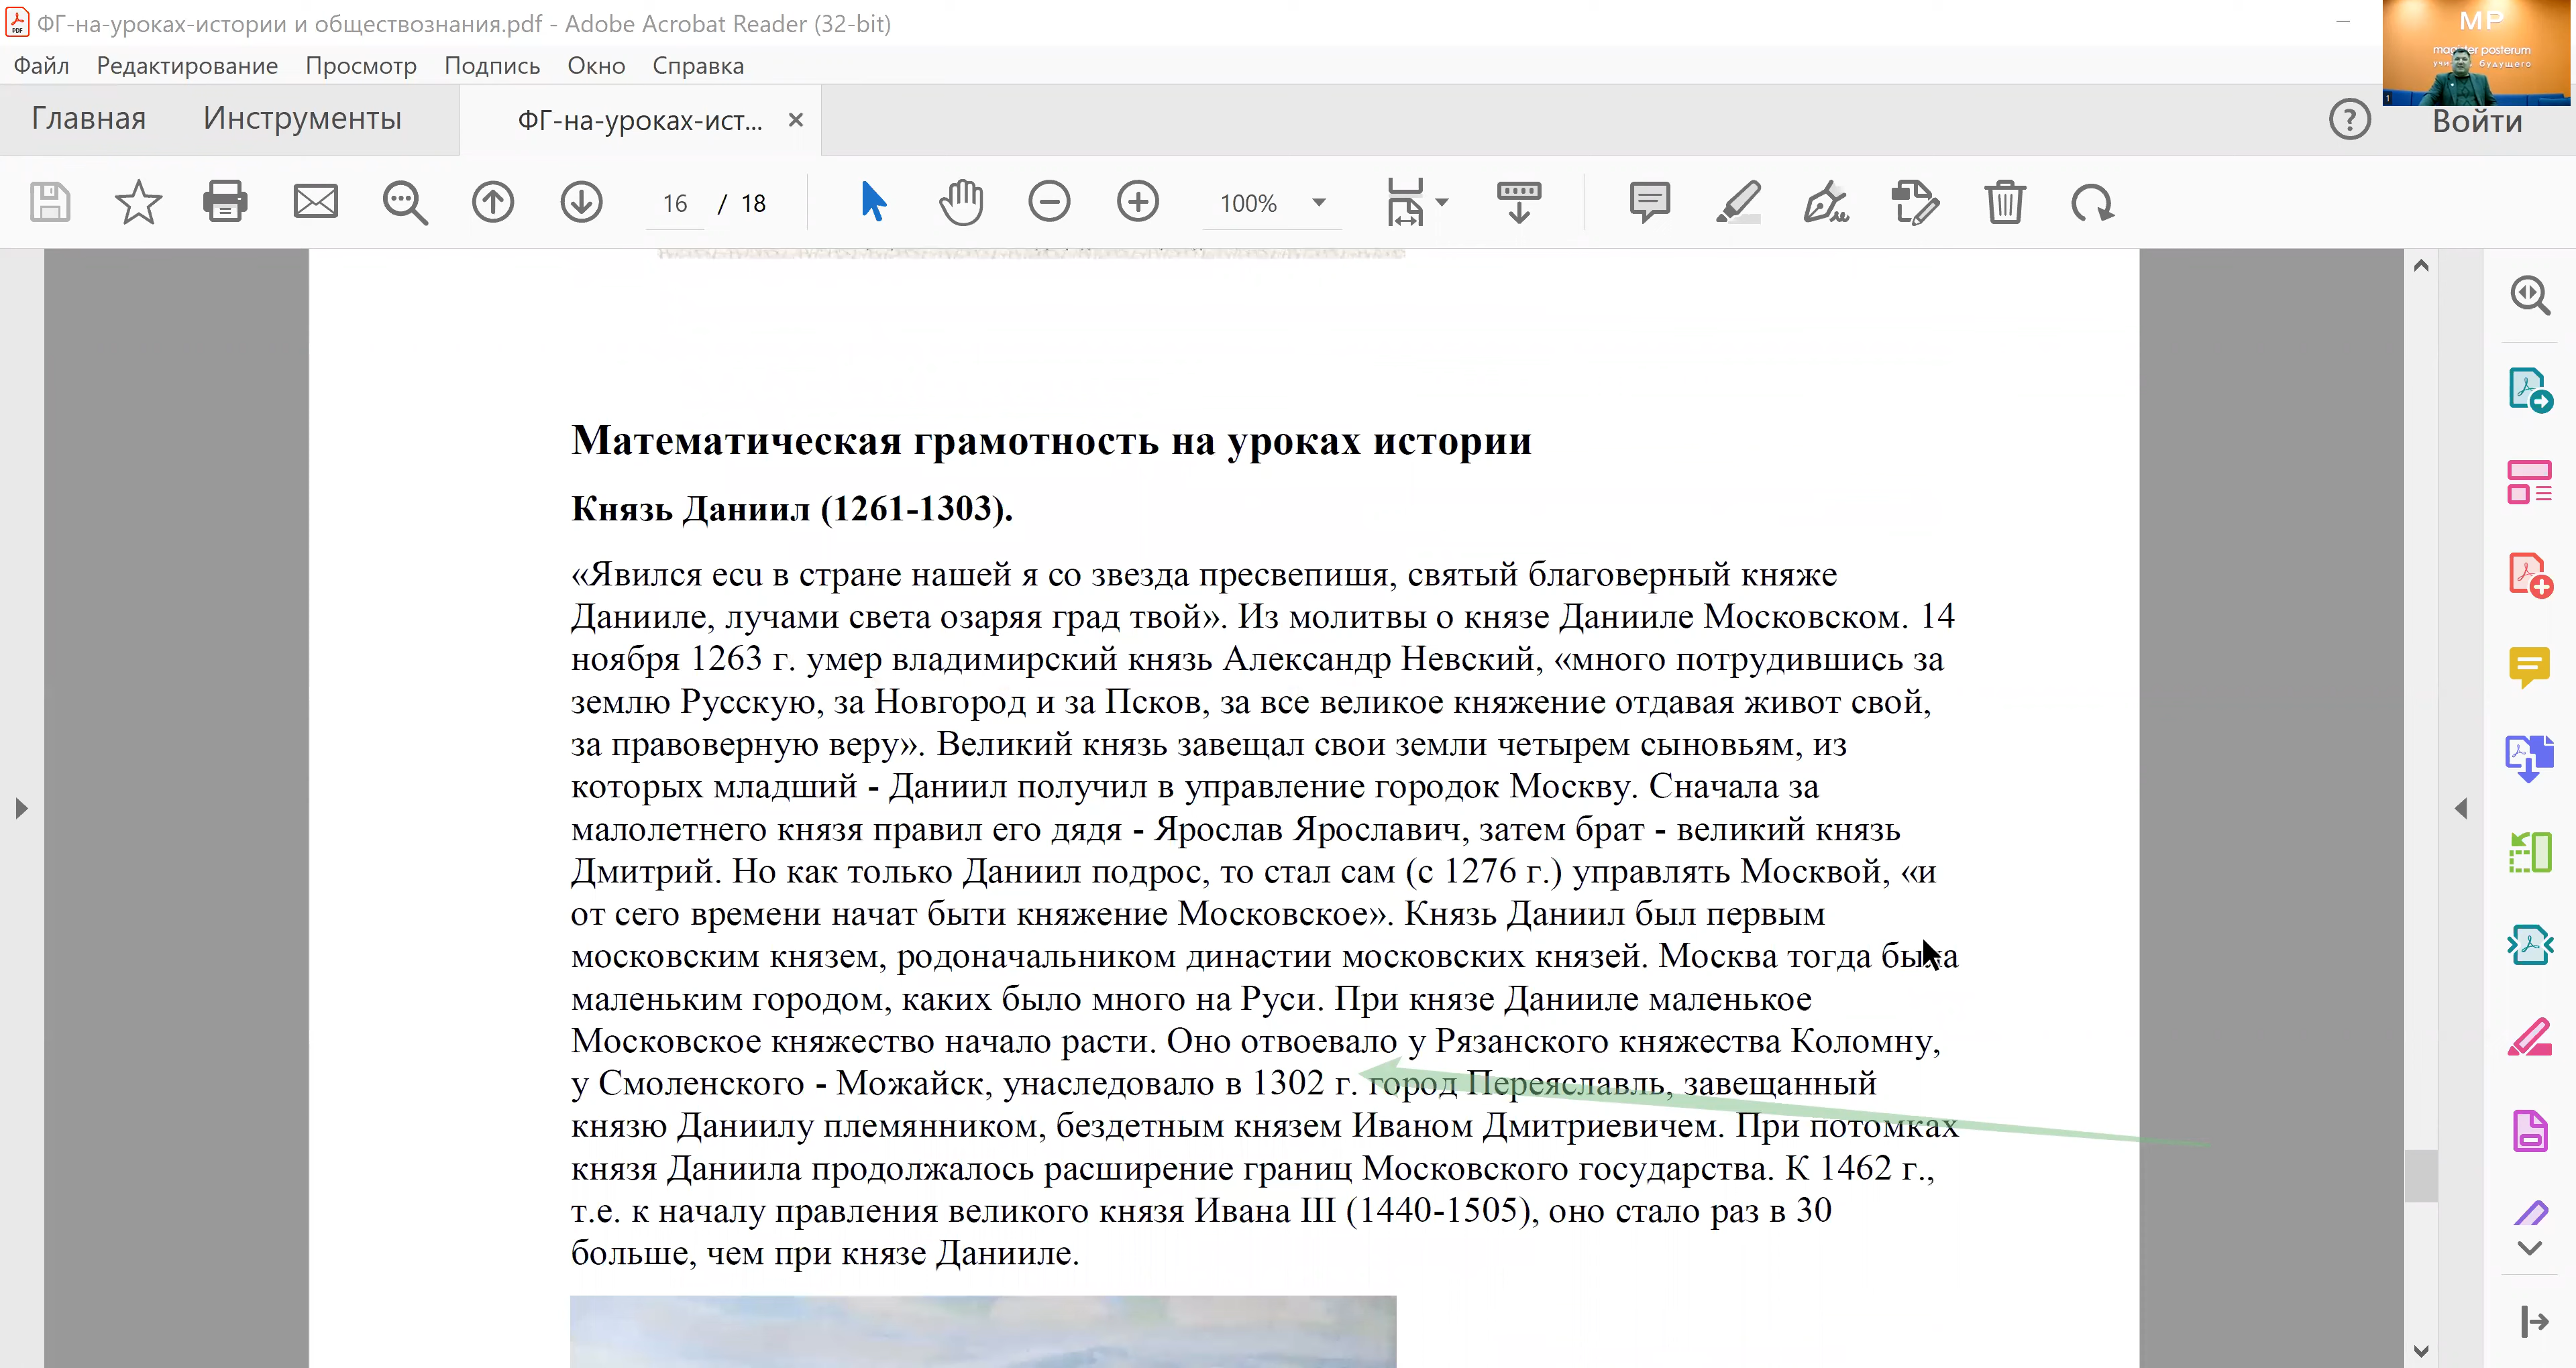 ФГ-на-уроках-истории и обществознания.pdf - Adobe Acrobat Reader (32-bit)
МР
magister posterum
будущего
1
Файл Редактирование Просмотр Подпись Окно Справка
Главная Инструменты ФГ-на-уроках-ист... Войти
16 / 18 100%
Математическая грамотность на уроках истории
Князь Даниил (1261-1303).
«Явился еси в стране нашей я со звезда пресвепишя, святый благоверный княже
Данииле, лучами света озаряя град твой». Из молитвы о князе Данииле Московском. 14
ноября 1263 г. умер владимирский князь Александр Невский, «много потрудившись за
землю Русскую, за Новгород и за Псков, за все великое княжение отдавая живот свой,
за правоверную веру». Великий князь завещал свои земли четырем сыновьям, из
которых младший - Даниил получил в управление городок Москву. Сначала за
малолетнего князя правил его дядя - Ярослав Ярославич, затем брат - великий князь
Дмитрий. Но как только Даниил подрос, то стал сам (с 1276 г.) управлять Москвой, «и
от сего времени начат быти княжение Московское». Князь Даниил был первым
московским князем, родоначальником династии московских князей. Москва тогда была
маленьким городом, каких было много на Руси. При князе Данииле маленькое
Московское княжество начало расти. Оно отвоевало у Рязанского княжества Коломну,
у Смоленского - Можайск, унаследовало в 1302 г. город Переяславль, завещанный
князю Даниилу племянником, бездетным князем Иваном Дмитриевичем. При потомках
князя Даниила продолжалось расширение границ Московского государства. К 1462 г.,
т.е. к началу правления великого князя Ивана III (1440-1505), оно стало раз в 30
больше, чем при князе Данииле.